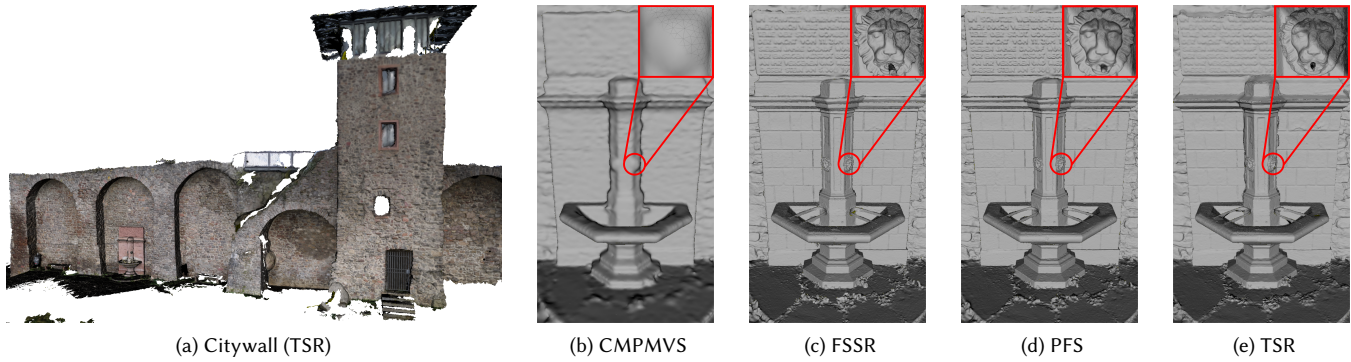 (a) Citywall (TSR)
(b) CMPMVS
(c) FSSR
(d) PFS
(e) TSR